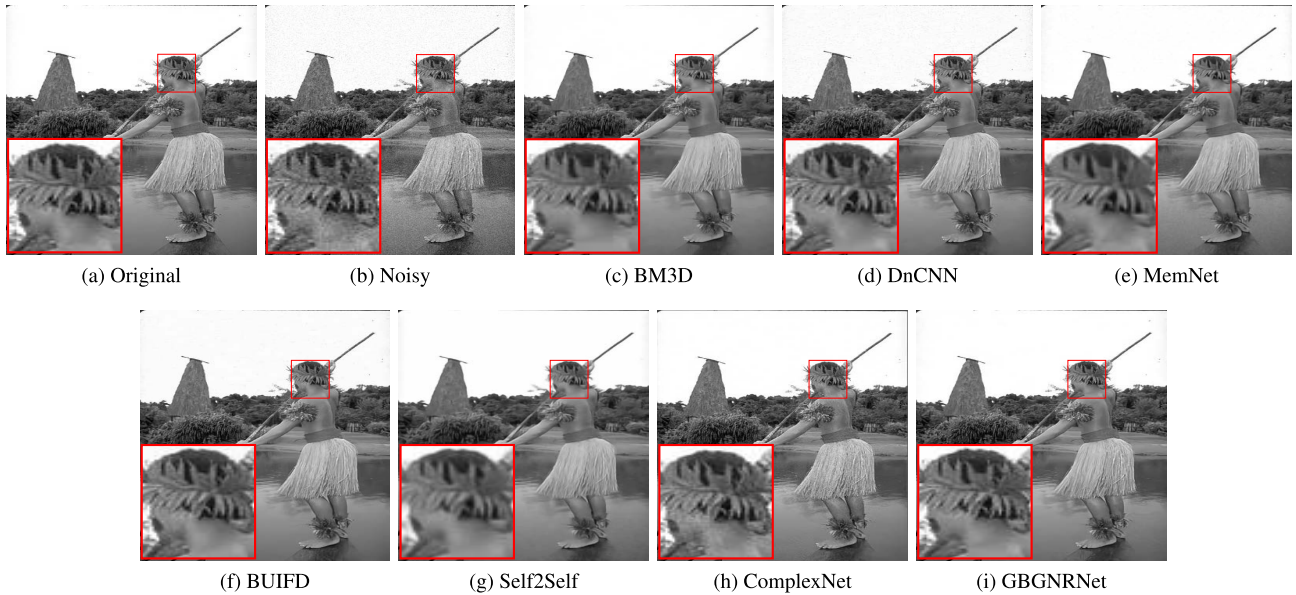 (a) Original
(b) Noisy
(c) BM3D
(d) DnCNN
(e) MemNet
(f) BUIFD
(g) Self2Self
(h) ComplexNet
(i) GBGNRNet